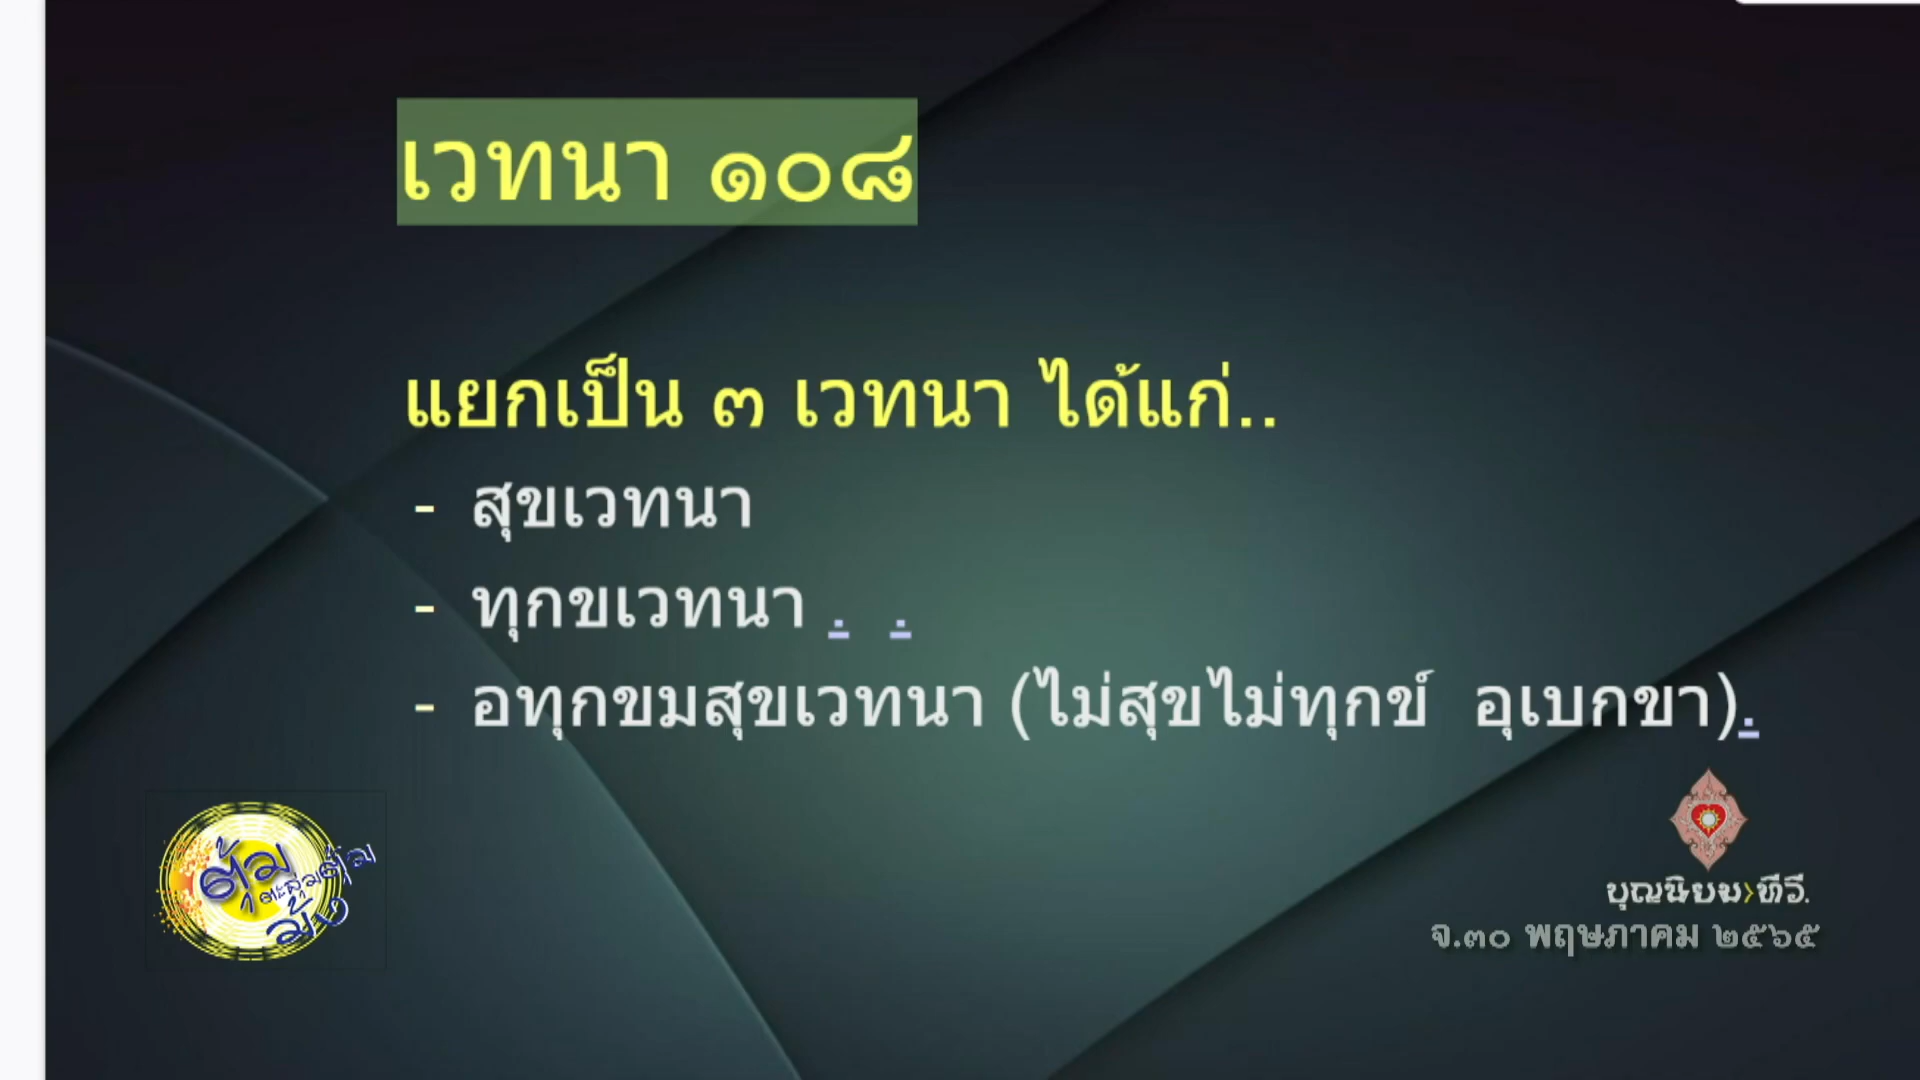 เวทนา ๑๐๘
แยกเป็น ๓ เวทนา ได้แก่..
- สุขเวทนา
- ทุกขเวทนา . .
- อทุกขมสุขเวทนา (ไม่สุขไม่ทุกข์ อุเบกขา).
บุญนิยมทีวี.
จ.๓๐ พฤษภาคม ๒๕๖๕